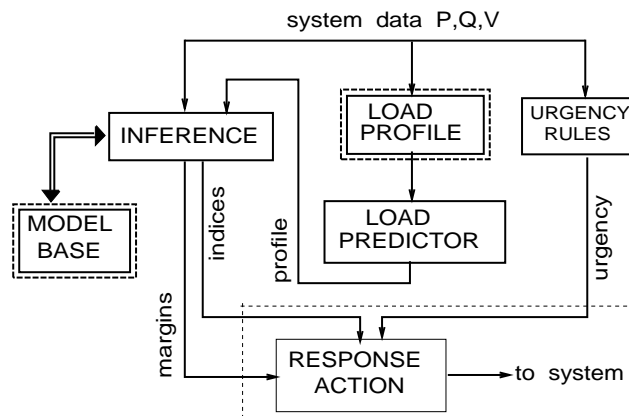 system data P,Q,V
LOAD
PROFILE
URGENCY
RULES
INFERENCE
MODEL
BASE
LOAD
PREDICTOR
indices
profile
urgency
margins
RESPONSE
ACTION
to system